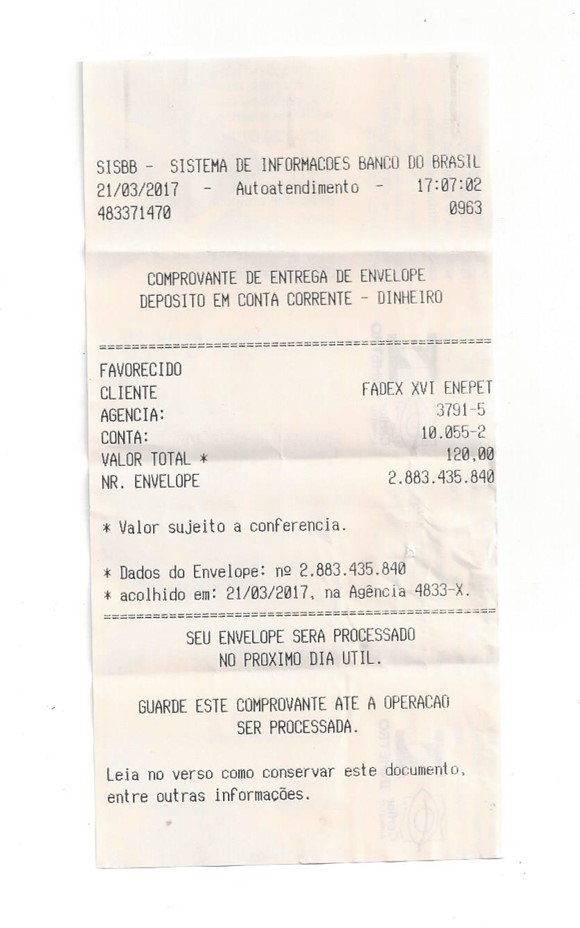 SISBB - SISTEMA DE INFORMACOES BANCO DO BRASIL
21/03/2017 - Autoatendimento - 17:07:02
483371470 0963
COMPROVANTE DE ENTREGA DE ENVELOPE
DEPOSITO EM CONTA CORRENTE - DINHEIRO
================================================
FAVORECIDO
CLIENTE FADEX XVI ENEPET
AGENCIA: 3791-5
CONTA: 10.055-2
VALOR TOTAL * 120,00
NR. ENVELOPE 2.883.435.840
* Valor sujeito a conferencia.
* Dados do Envelope: nº 2.883.435.840
* acolhido em: 21/03/2017, na Agência 4833-X.
================================================
SEU ENVELOPE SERA PROCESSADO
NO PROXIMO DIA UTIL.
GUARDE ESTE COMPROVANTE ATE A OPERACAO
SER PROCESSADA.
Leia no verso como conservar este documento,
entre outras informações.